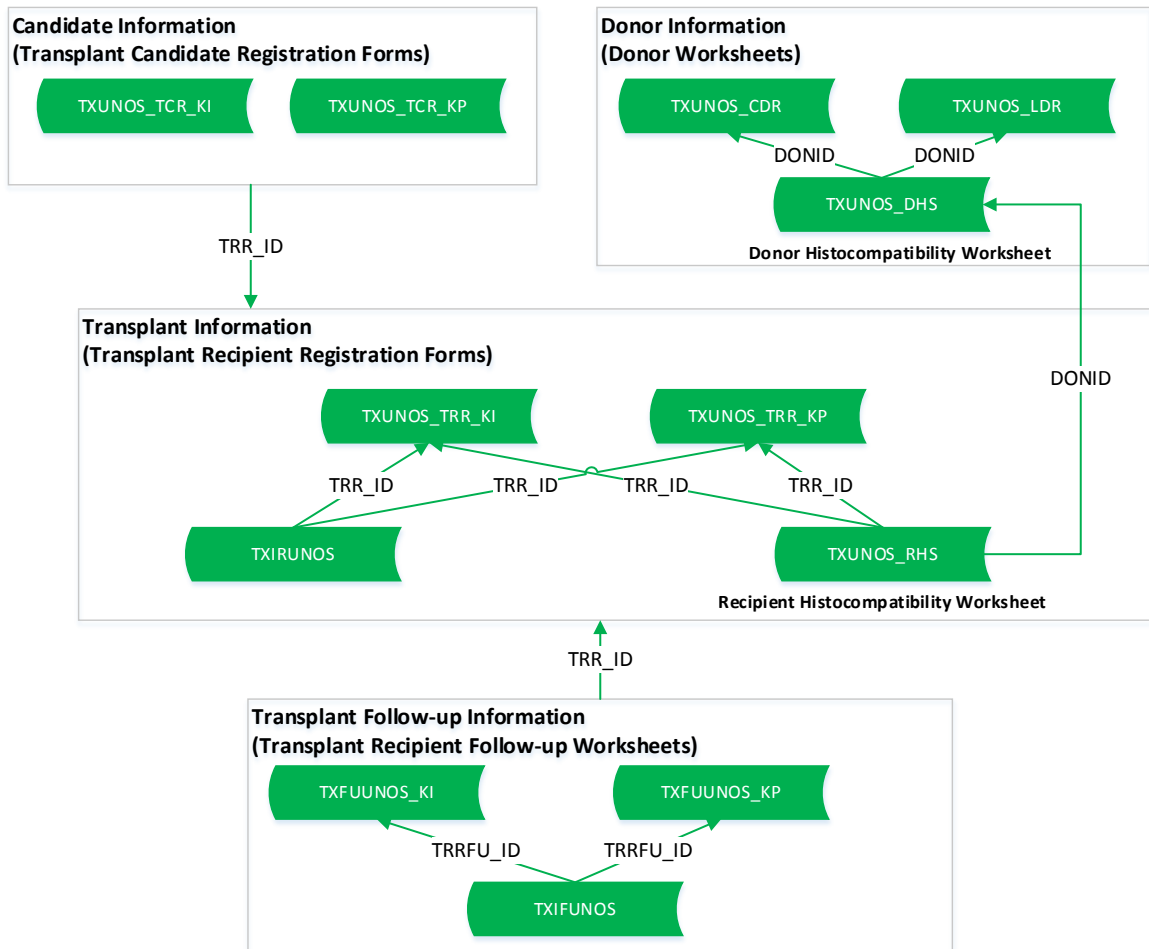 Candidate Information
(Transplant Candidate Registration Forms)
TXUNOS_TCR_KI
TXUNOS_TCR_KP
TRR_ID
Donor Information
(Donor Worksheets)
TXUNOS_CDR
TXUNOS_LDR
DONID
DONID
TXUNOS_DHS
Donor Histocompatibility Worksheet
DONID
Transplant Information
(Transplant Recipient Registration Forms)
TXUNOS_TRR_KI
TXUNOS_TRR_KP
TRR_ID
TRR_ID
TRR_ID
TRR_ID
TXIRUNOS
TXUNOS_RHS
Recipient Histocompatibility Worksheet
TRR_ID
Transplant Follow-up Information
(Transplant Recipient Follow-up Worksheets)
TXFUUNOS_KI
TXFUUNOS_KP
TRRFU_ID
TRRFU_ID
TXIFUNOS